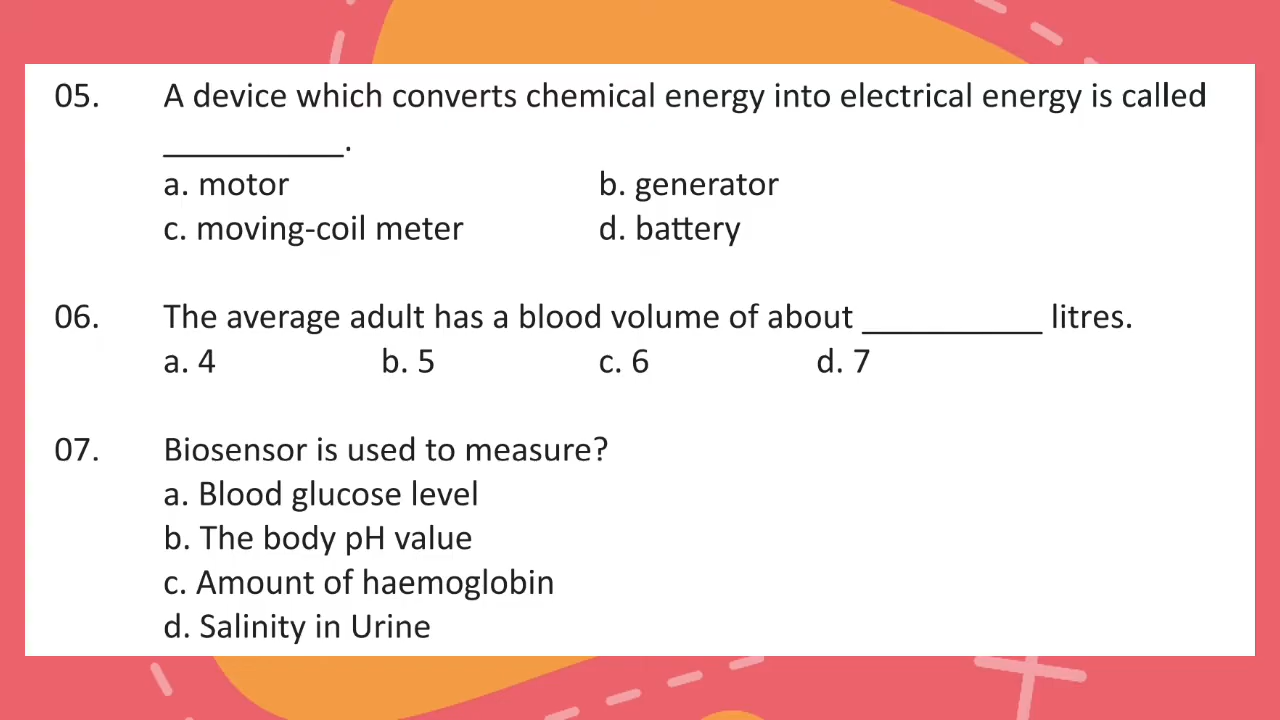 05. A device which converts chemical energy into electrical energy is called
___________.
a. motor b. generator
c. moving-coil meter d. battery
06. The average adult has a blood volume of about ___________ litres.
a. 4 b. 5 c. 6 d. 7
07. Biosensor is used to measure?
a. Blood glucose level
b. The body pH value
c. Amount of haemoglobin
d. Salinity in Urine